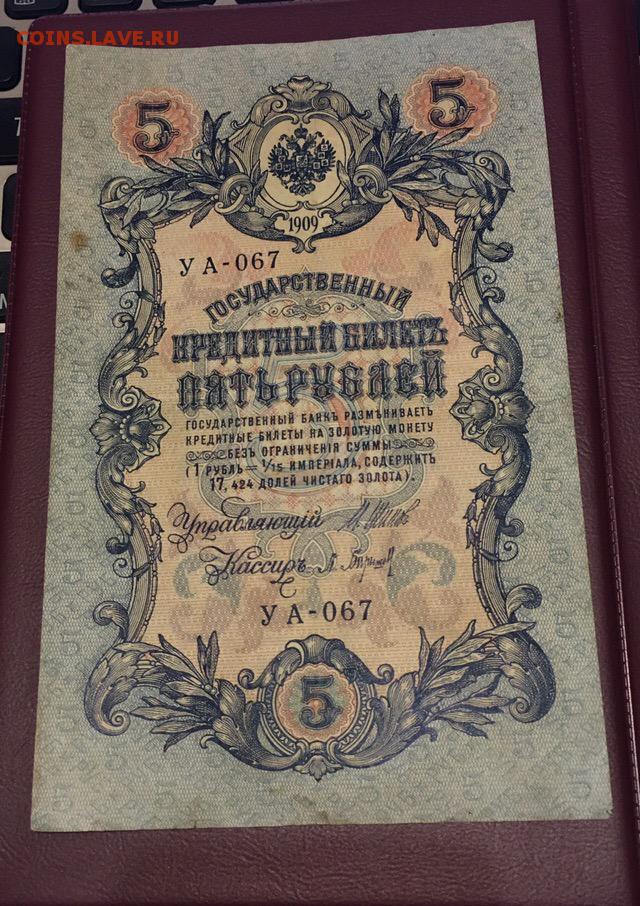 COINS.LAVE.RU
5 5
1909
УА-067
ГОСУДАРСТВЕННЫЙ
КРЕДИТНЫЙ БИЛЕТЪ
ПЯТЬ РУБЛЕЙ
ГОСУДАРСТВЕННЫЙ БАНКЪ РАЗМѢНИВАЕТЪ
КРЕДИТНЫЕ БИЛЕТЫ НА ЗОЛОТУЮ МОНЕТУ
БЕЗЪ ОГРАНИЧЕНІЯ СУММЫ
(1 РУБЛЬ = 1/15 ИМПЕРІАЛА, СОДЕРЖИТЪ
17,424 ДОЛЕЙ ЧИСТАГО ЗОЛОТА).
Управляющій И. Шипов
Кассиръ
УА-067
5